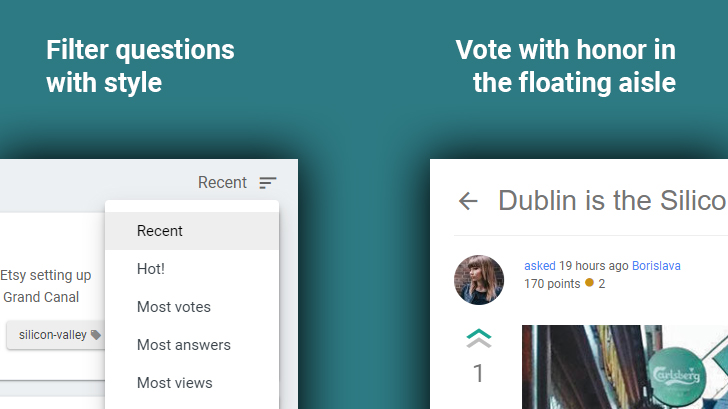 Filter questions
with style
Vote with honor in
the floating aisle
Recent
Recent
Hot!
Most votes
Most answers
Most views
Etsy setting up
Grand Canal
silicon-valley
Dublin is the Silico
asked 19 hours ago Borislava
170 points 2
1
Carlsberg